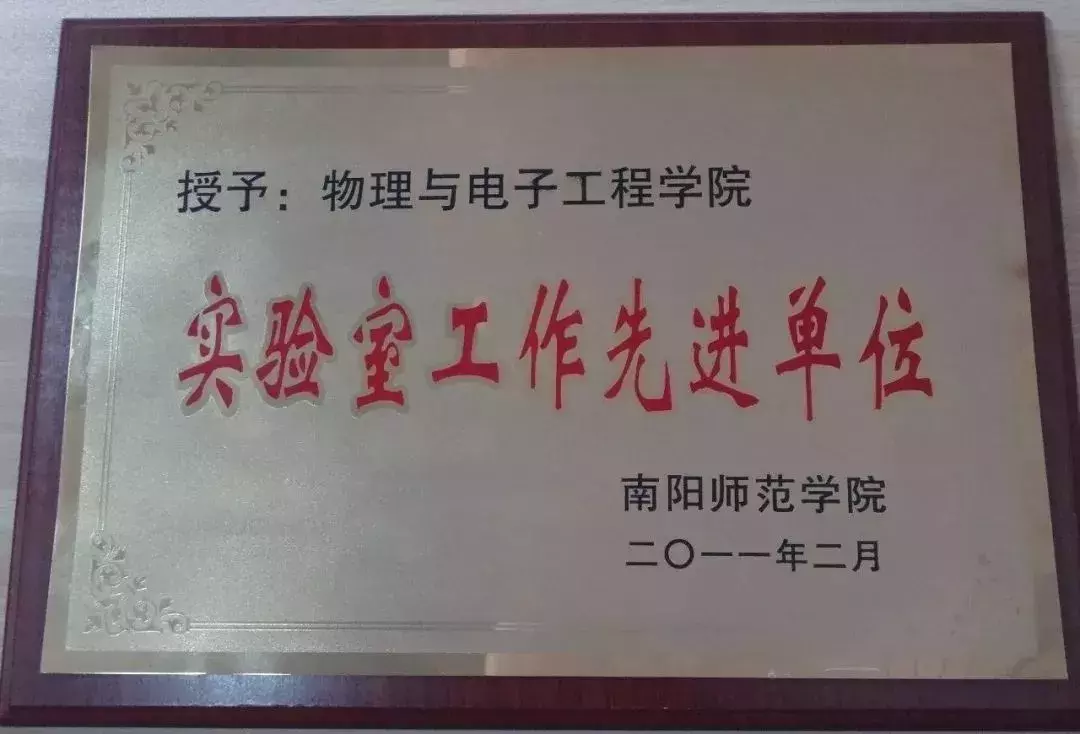 授予：物理与电子工程学院
实验室工作先进单位
南阳师范学院
二〇一一年二月